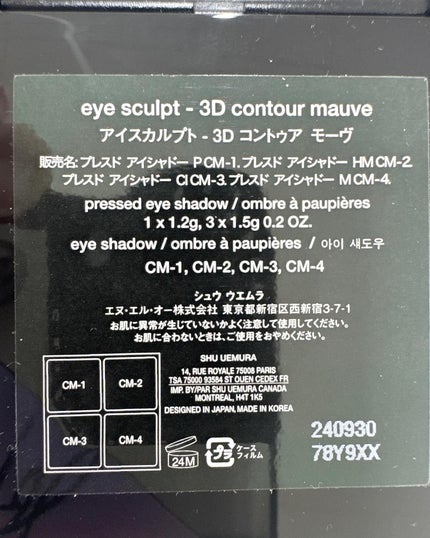 eye sculpt - 3D contour mauve
アイスカルプト - 3D コントゥア モーヴ
販売名: プレスド アイシャドー P CM-1. プレスド アイシャドー HM CM-2.
プレスド アイシャドー CI CM-3. プレスド アイシャドー M CM-4.
pressed eye shadow / ombre à paupières
1 x 1.2g, 3 x 1.5g 0.2 OZ.
eye shadow / ombre à paupières / 아이 섀도우
CM-1, CM-2, CM-3, CM-4
シュウ ウエムラ
エヌ・エル・オー株式会社 東京都新宿区西新宿3-7-1
お肌に異常が生じていないかよく注意して使用してください。
お肌に合わないときは、ご使用をおやめください。
SHU UEMURA
14, RUE ROYALE 75008 PARIS
TSA 75000 93584 ST OUEN CEDEX FR
IMP. BY/PAR SHU UEMURA CANADA
MONTREAL, H4T 1K5
DESIGNED IN JAPAN, MADE IN KOREA
CM-1 CM-2
CM-3 CM-4
24M
プラ
ケース
フィルム
240930
78Y9XX